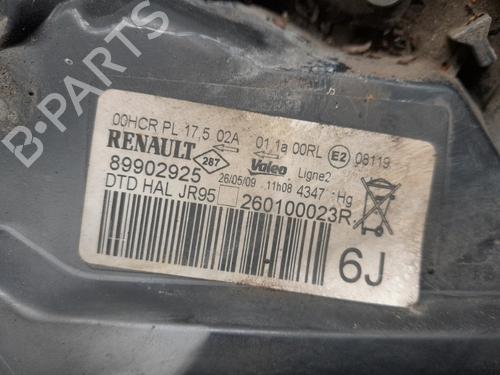 00HCR PL 17,5 02A 01,1a 00RL E2 08119
RENAULT 287 Valeo Ligne2
89902925 26/05/09 11h08 4347 -Hg
DTD HAL JR95 260100023R
6J
B-PARTS